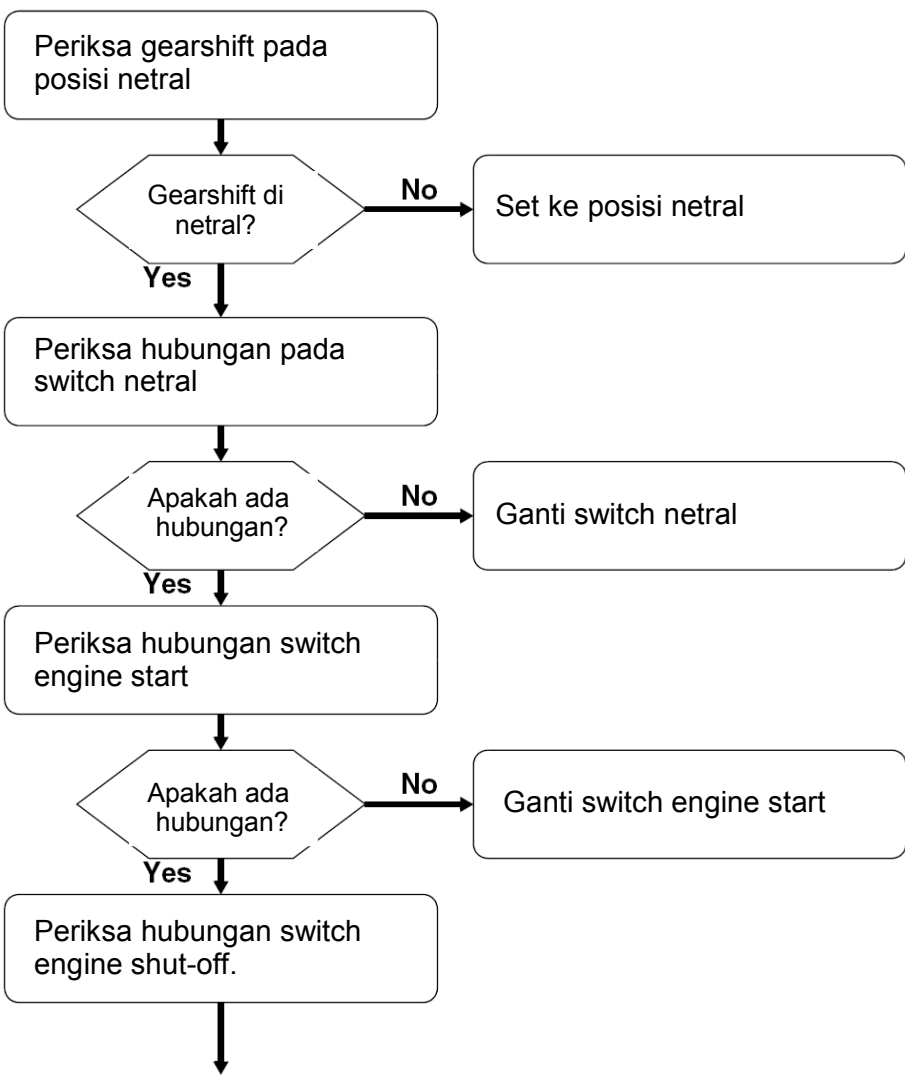 Periksa gearshift pada
posisi netral
Gearshift di
netral?
No
Set ke posisi netral
Yes
Periksa hubungan pada
switch netral
Apakah ada
hubungan?
No
Ganti switch netral
Yes
Periksa hubungan switch
engine start
Apakah ada
hubungan?
No
Ganti switch engine start
Yes
Periksa hubungan switch
engine shut-off.